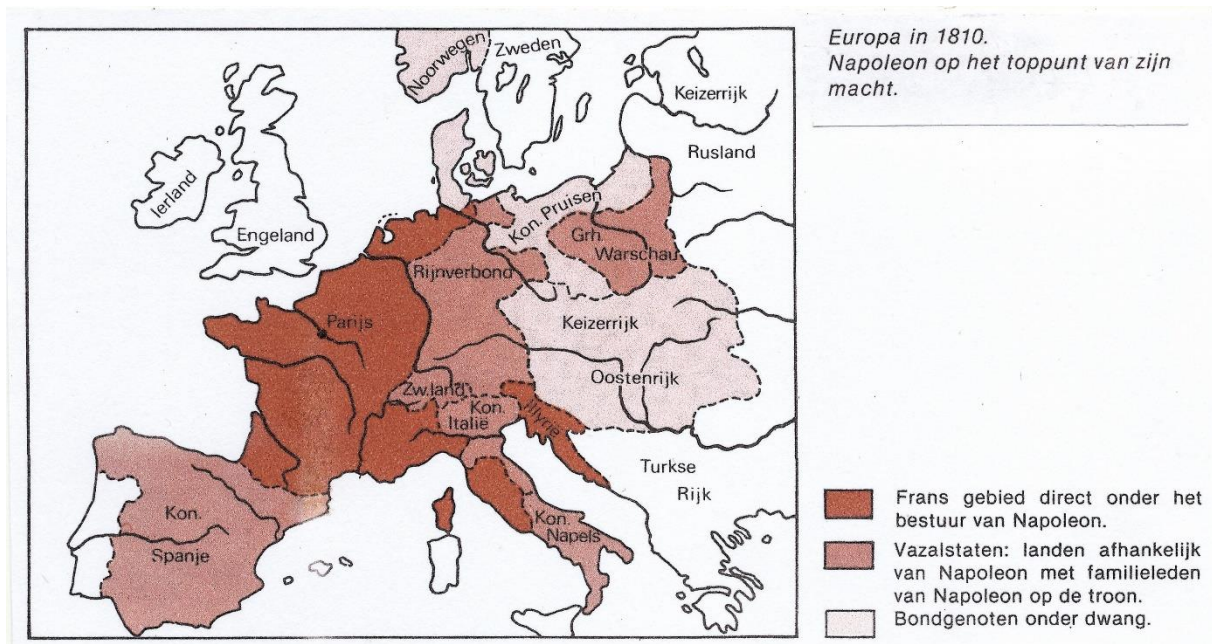 Europa in 1810.
Napoleon op het toppunt van zijn
macht.
Noorwegen
Zweden
Keizerrijk
Rusland
Ierland
Engeland
Kon. Pruisen
Grh.
Warschau
Rijnverbond
Parijs
Keizerrijk
Oostenrijk
Zw.land
Kon.
Italië
Illyrië
Turkse
Rijk
Kon.
Spanje
Kon.
Napels
Frans gebied direct onder het
bestuur van Napoleon.
Vazalstaten: landen afhankelijk
van Napoleon met familieleden
van Napoleon op de troon.
Bondgenoten onder dwang.